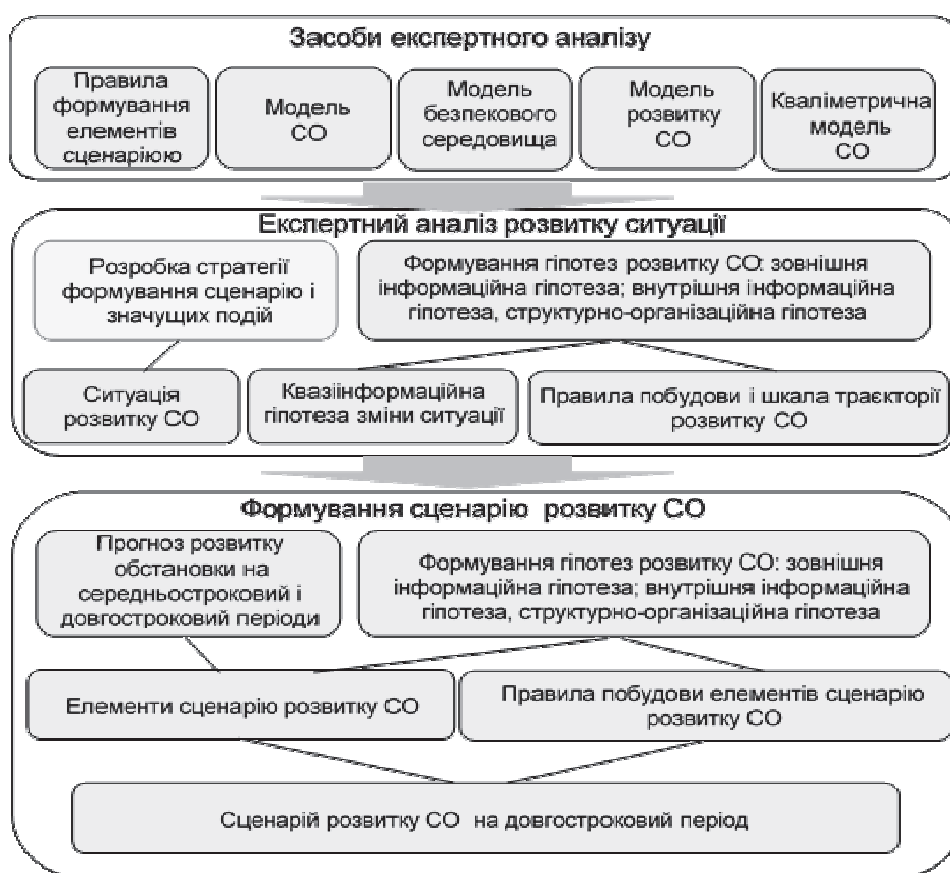 Засоби експертного аналізу
Правила
формування
елементів
сценаріюю
Модель
СО
Модель
безпекового
середовища
Модель
розвитку
СО
Кваліметрична
модель
СО
Експертний аналіз розвитку ситуації
Розробка стратегії
формування сценарію і
значущих подій
Формування гіпотез розвитку СО: зовнішня
інформаційна гіпотеза; внутрішня інформаційна
гіпотеза, структурно-організаційна гіпотеза
Ситуація
розвитку СО
Квазіінформаційна
гіпотеза зміни ситуації
Правила побудови і шкала траєкторії
розвитку СО
Формування сценарію розвитку СО
Прогноз розвитку
обстановки на
середньостроковий і
довгостроковий періоди
Формування гіпотез розвитку СО: зовнішня
інформаційна гіпотеза; внутрішня інформаційна
гіпотеза, структурно-організаційна гіпотеза
Елементи сценарію розвитку СО
Правила побудови елементів сценарію
розвитку СО
Сценарій розвитку СО на довгостроковий період